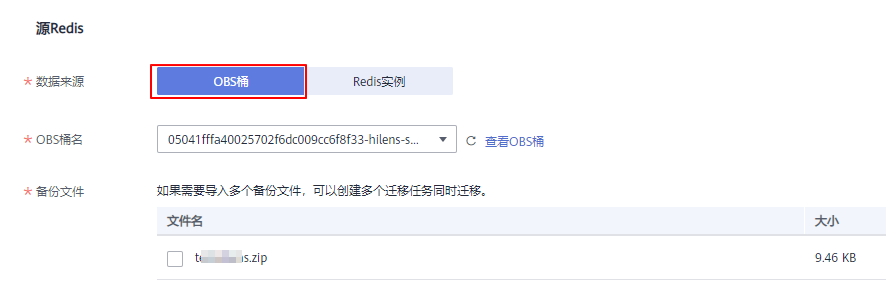 源Redis
* 数据来源 OBS桶 Redis实例
* OBS桶名 05041fffa40025702f6dc009cc6f8f33-hilens-s... 查看OBS桶
* 备份文件 如果需要导入多个备份文件，可以创建多个迁移任务同时迁移。
文件名 大小
9.46 KB